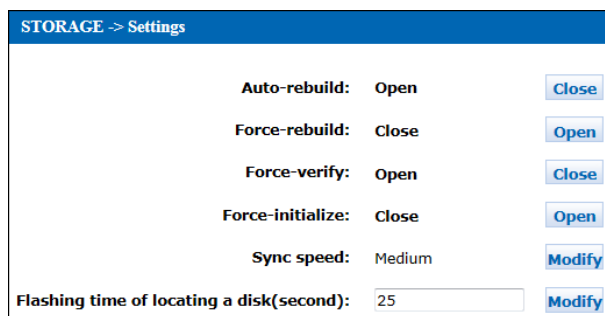 STORAGE -> Settings
Auto-rebuild: Open Close
Force-rebuild: Close Open
Force-verify: Open Close
Force-initialize: Close Open
Sync speed: Medium Modify
Flashing time of locating a disk(second): 25 Modify